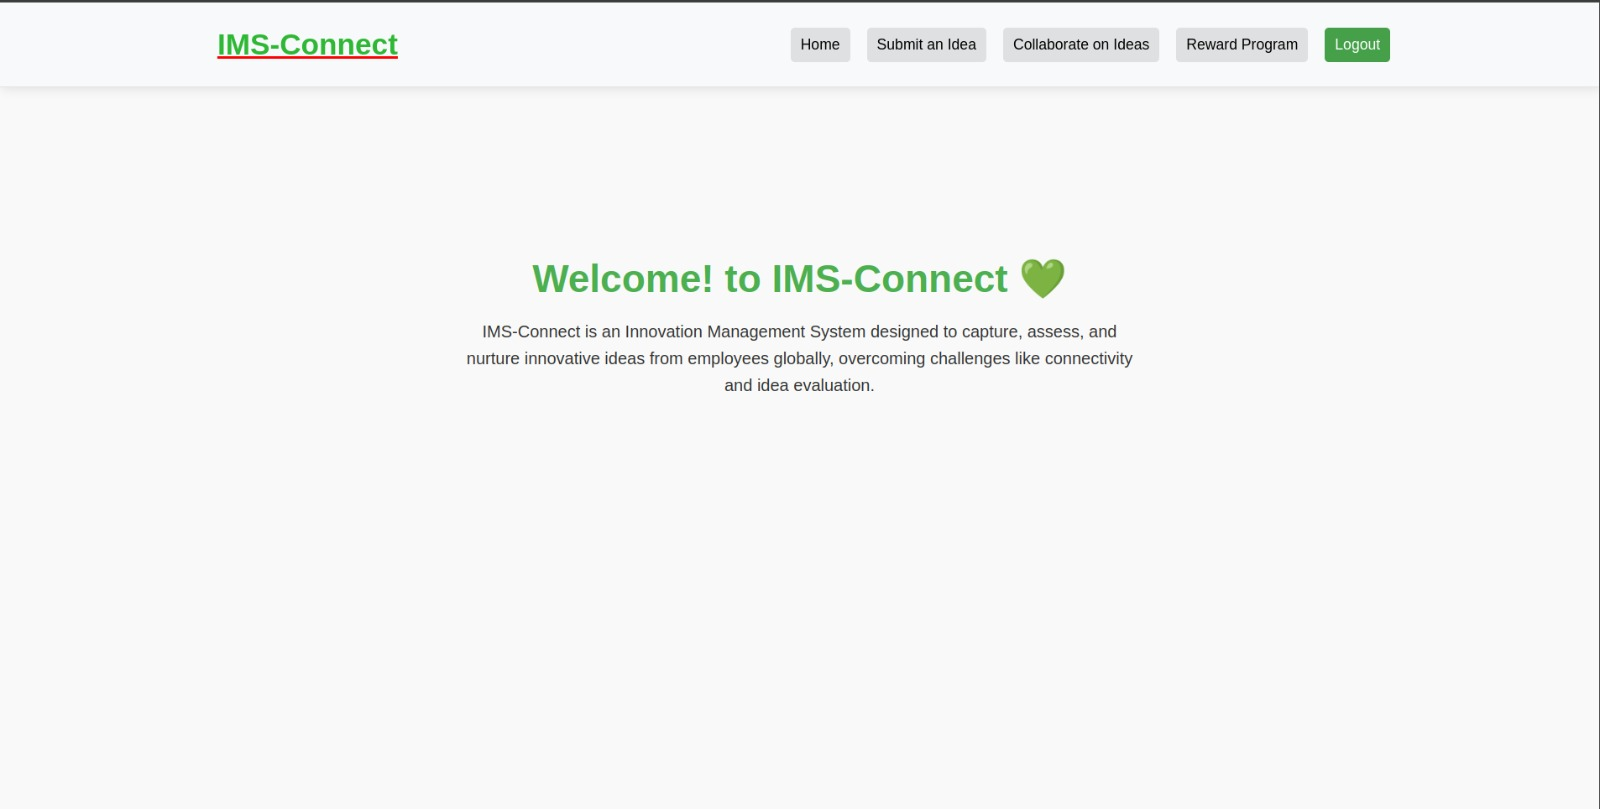 IMS-Connect
Home
Submit an Idea
Collaborate on Ideas
Reward Program
Logout
Welcome! to IMS-Connect 💚
IMS-Connect is an Innovation Management System designed to capture, assess, and
nurture innovative ideas from employees globally, overcoming challenges like connectivity
and idea evaluation.